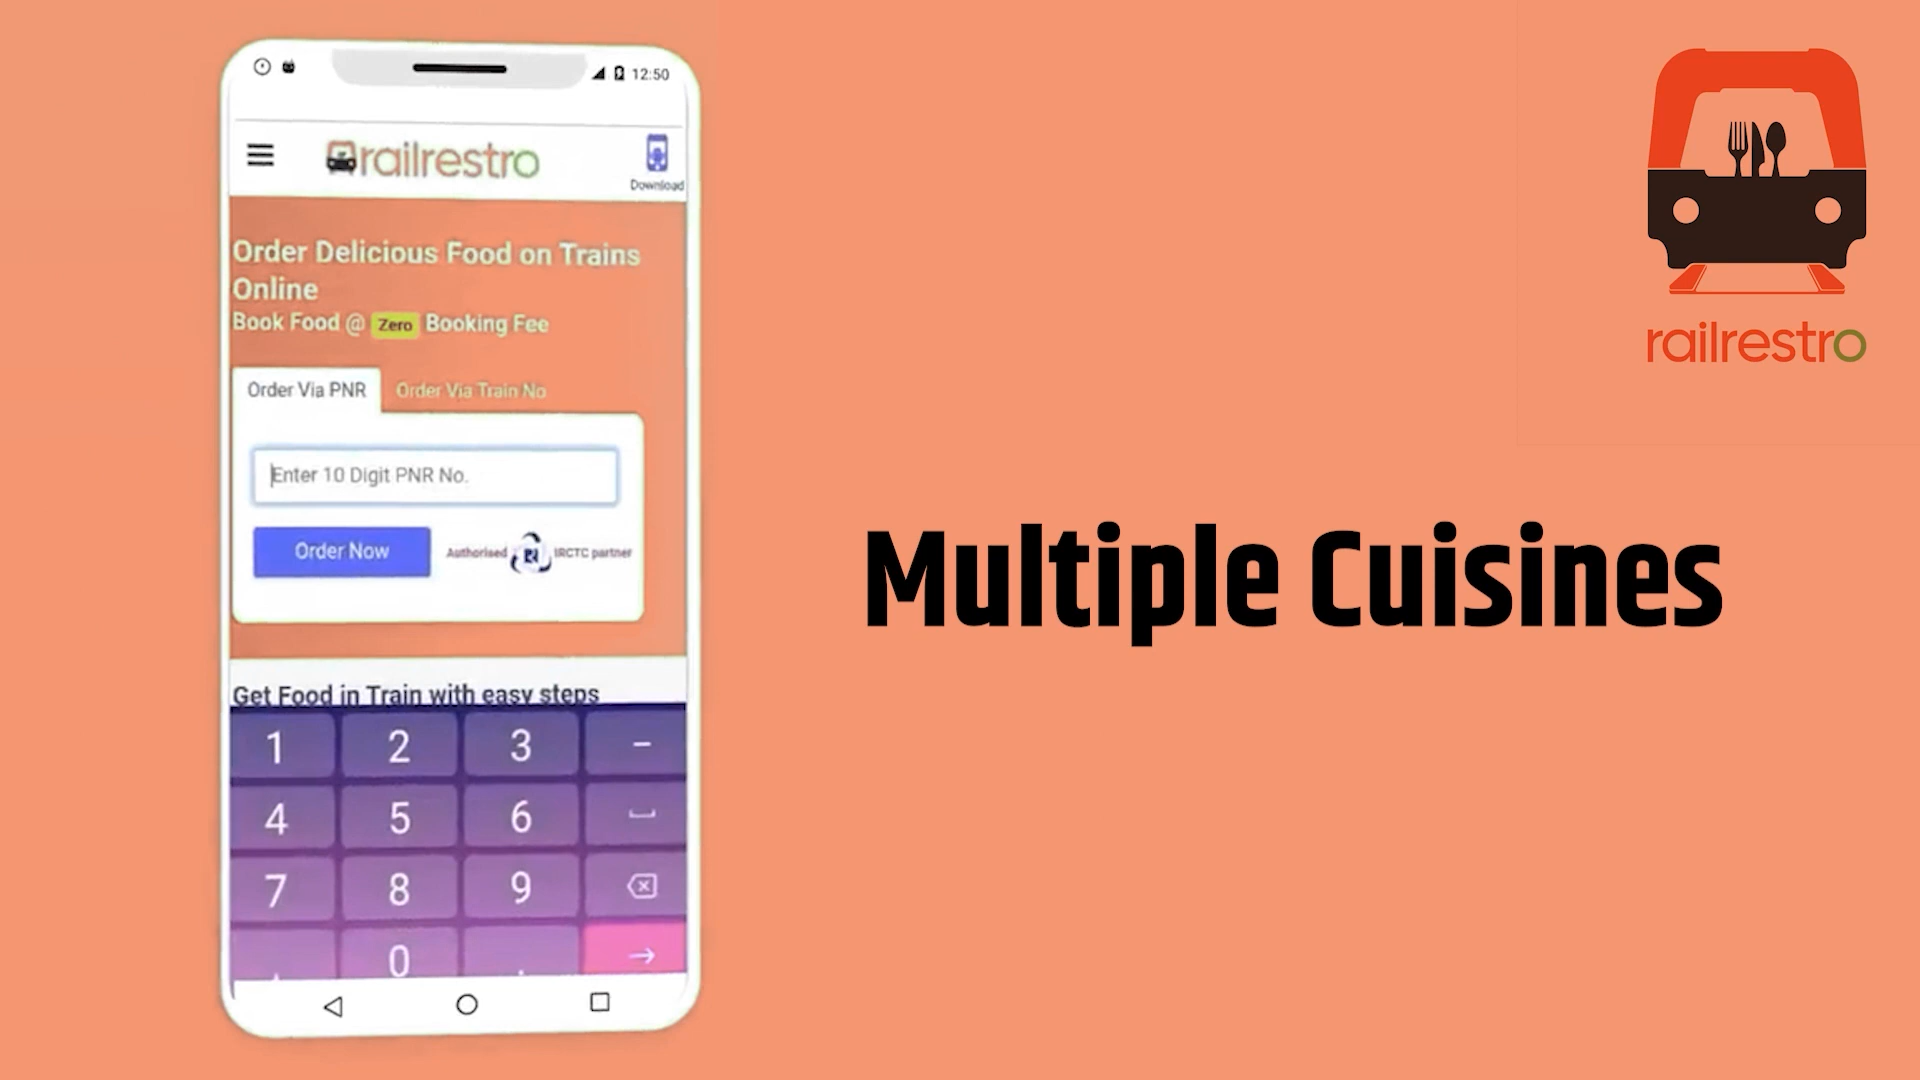 12:50
railrestro
Download
Order Delicious Food on Trains
Online
Book Food @ Zero Booking Fee
Order Via PNR
Order Via Train No
Enter 10 Digit PNR No.
Order Now
Authorised IRCTC partner
Get Food in Train with easy steps
1 2 3 -
4 5 6
7 8 9
, 0 .
railrestro
Multiple Cuisines